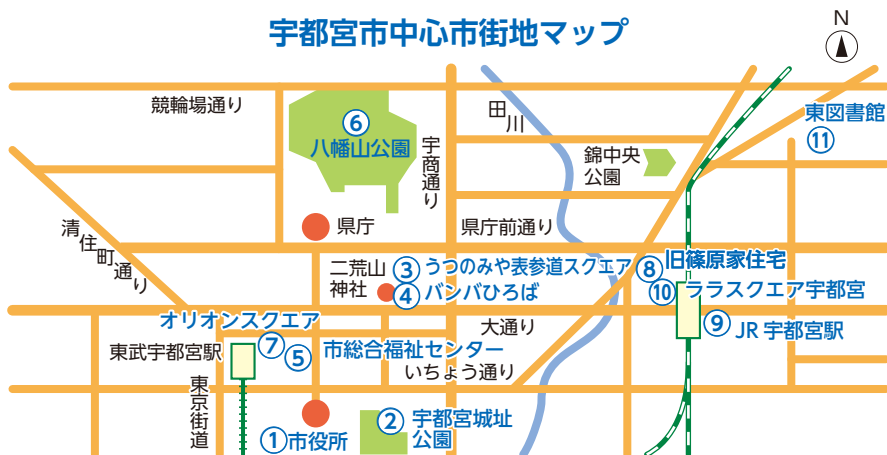 宇都宮市中心市街地マップ
N
競輪場通り
⑥
八幡山公園
宇商通り
田川
錦中央
公園
東図書館
⑪
清住町通り
県庁
県庁前通り
二荒山
神社
③ うつのみや表参道スクエア
④ バンバひろば
⑧ 旧篠原家住宅
⑩ ララスクエア宇都宮
オリオンスクエア
⑦
大通り
⑨ JR 宇都宮駅
東武宇都宮駅
⑤ 市総合福祉センター
いちょう通り
東京街道
① 市役所
② 宇都宮城址
公園